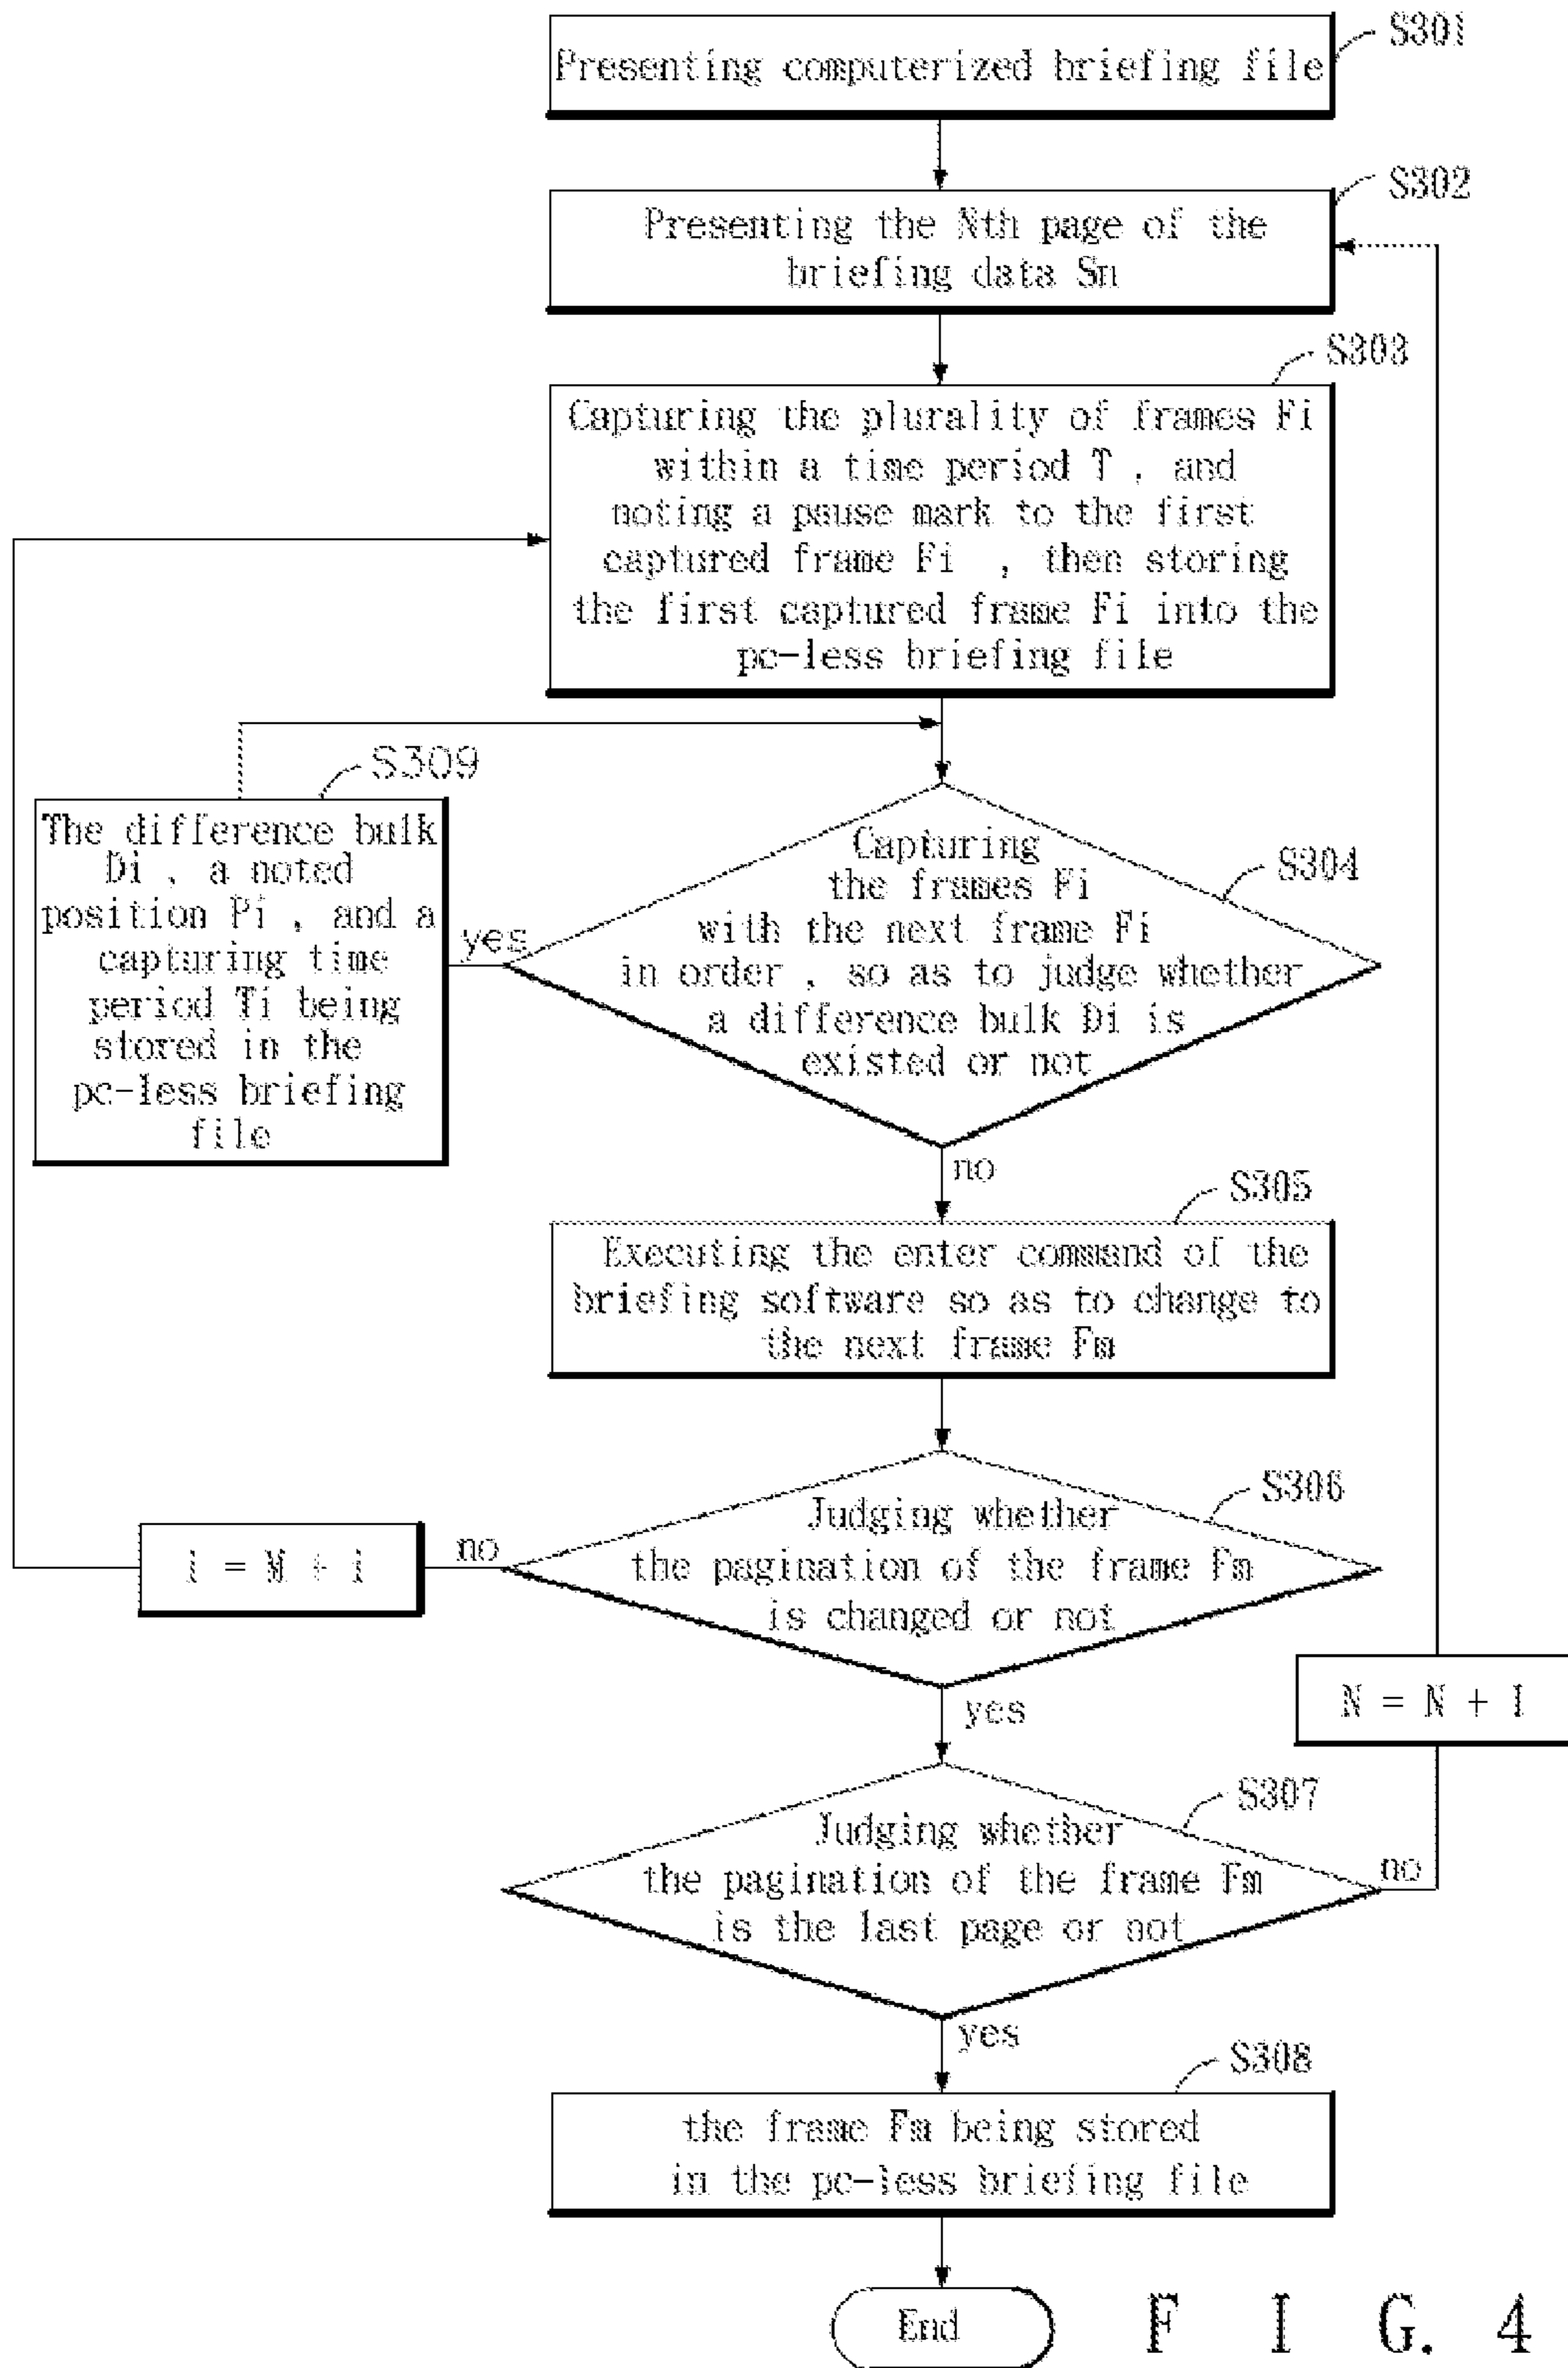 S301
Presenting computerized briefing file
S302
Presenting the Nth page of the
briefing data Sn
S303
Capturing the plurality of frames Fi
within a time period T , and
noting a pause mark to the first
captured frame Fi , then storing
the first captured frame Fi into the
pc-less briefing file
S309
The difference bulk
Di , a noted
position Pi , and a
capturing time
period Ti being
stored in the
pc-less briefing
file
yes
S304
Capturing
the frames Fi
with the next frame Fi
in order , so as to judge whether
a difference bulk Di is
existed or not
no
S305
Executing the enter command of the
briefing software so as to change to
the next frame Fm
S306
Judging whether
the pagination of the frame Fm
is changed or not
no
i = M + 1
yes
N = N + 1
S307
Judging whether
the pagination of the frame Fm
is the last page or not
no
yes
S308
the frame Fm being stored
in the pc-less briefing file
End
F I G. 4